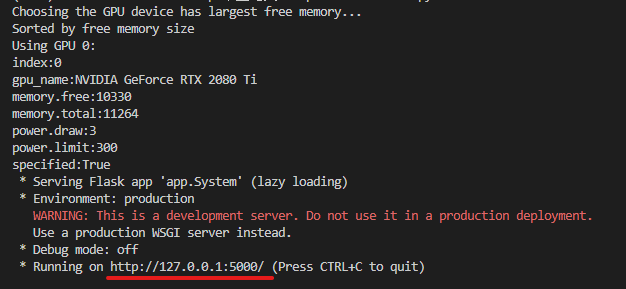 Choosing the GPU device has largest free memory...
Sorted by free memory size
Using GPU 0:
index:0
gpu_name:NVIDIA GeForce RTX 2080 Ti
memory.free:10330
memory.total:11264
power.draw:3
power.limit:300
specified:True
* Serving Flask app 'app.System' (lazy loading)
* Environment: production
WARNING: This is a development server. Do not use it in a production deployment.
Use a production WSGI server instead.
* Debug mode: off
* Running on http://127.0.0.1:5000/ (Press CTRL+C to quit)